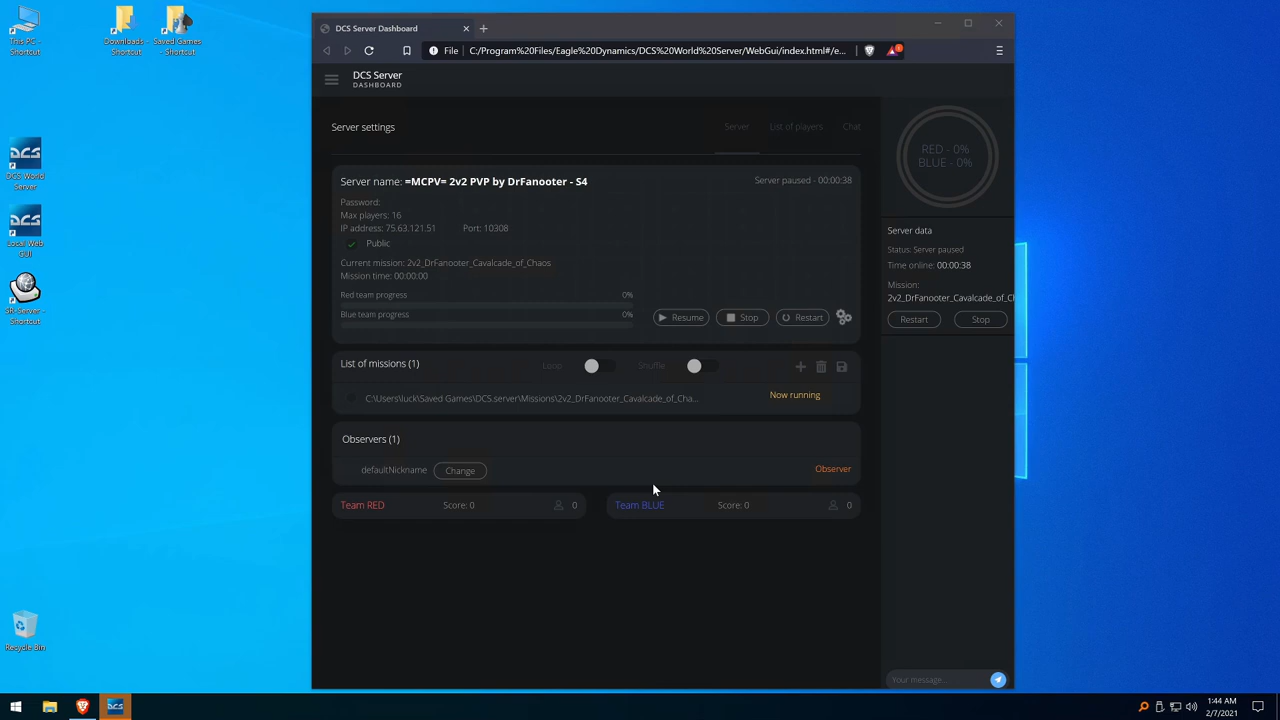 This PC -
Shortcut
Downloads -
Shortcut
Saved Games
- Shortcut
DCS World
Server
Local Web
GUI
SR-Server -
Shortcut
Recycle Bin
DCS Server Dashboard
File C:/Program%20Files/Eagle%20Dynamics/DCS%20World%20Server/WebGui/index.html#/e...
DCS Server
DASHBOARD
Server settings
Server List of players Chat
RED - 0%
BLUE - 0%
Server name: =MCPV= 2v2 PVP by DrFanooter - S4
Server paused - 00:00:38
Password:
Max players: 16
IP address: 75.63.121.51 Port: 10308
Public
Current mission: 2v2_DrFanooter_Cavalcade_of_Chaos
Mission time: 00:00:00
Red team progress 0%
Blue team progress 0%
Resume Stop Restart
Server data
Status: Server paused
Time online: 00:00:38
Mission:
2v2_DrFanooter_Cavalcade_of_Ch
Restart Stop
List of missions (1) Loop Shuffle
C:\Users\luck\Saved Games\DCS.server\Missions\2v2_DrFanooter_Cavalcade_of_Cha... Now running
Observers (1)
defaultNickname Change Observer
Team RED Score: 0 0
Team BLUE Score: 0 0
Your message...
DCS
1:44 AM
2/7/2021